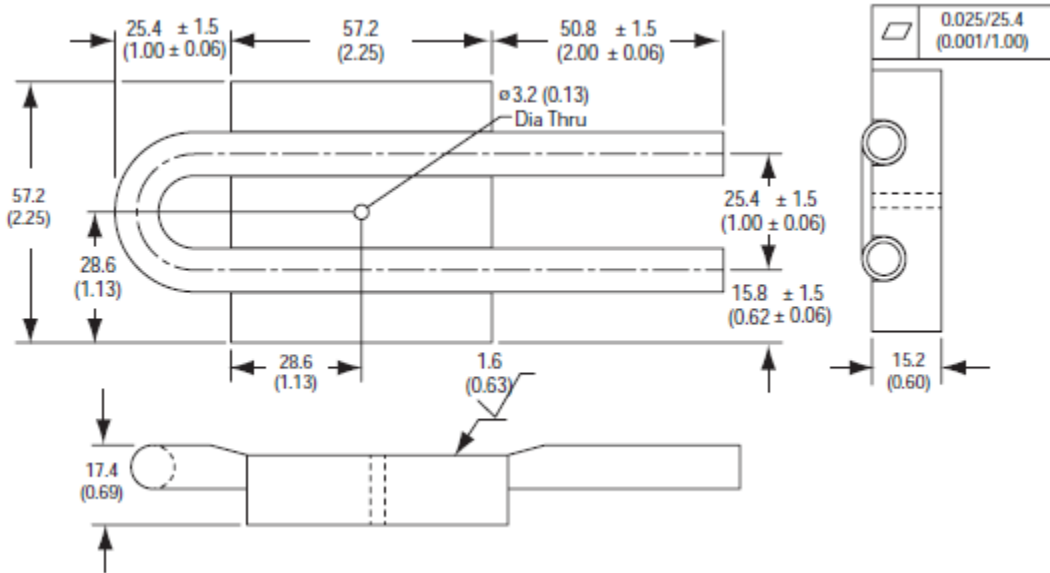 25.4 ± 1.5
(1.00 ± 0.06)
57.2
(2.25)
50.8 ± 1.5
(2.00 ± 0.06)
0.025/25.4
(0.001/1.00)
ø3.2 (0.13)
Dia Thru
57.2
(2.25)
28.6
(1.13)
25.4 ± 1.5
(1.00 ± 0.06)
15.8 ± 1.5
(0.62 ± 0.06)
28.6
(1.13)
1.6
(0.63)
15.2
(0.60)
17.4
(0.69)